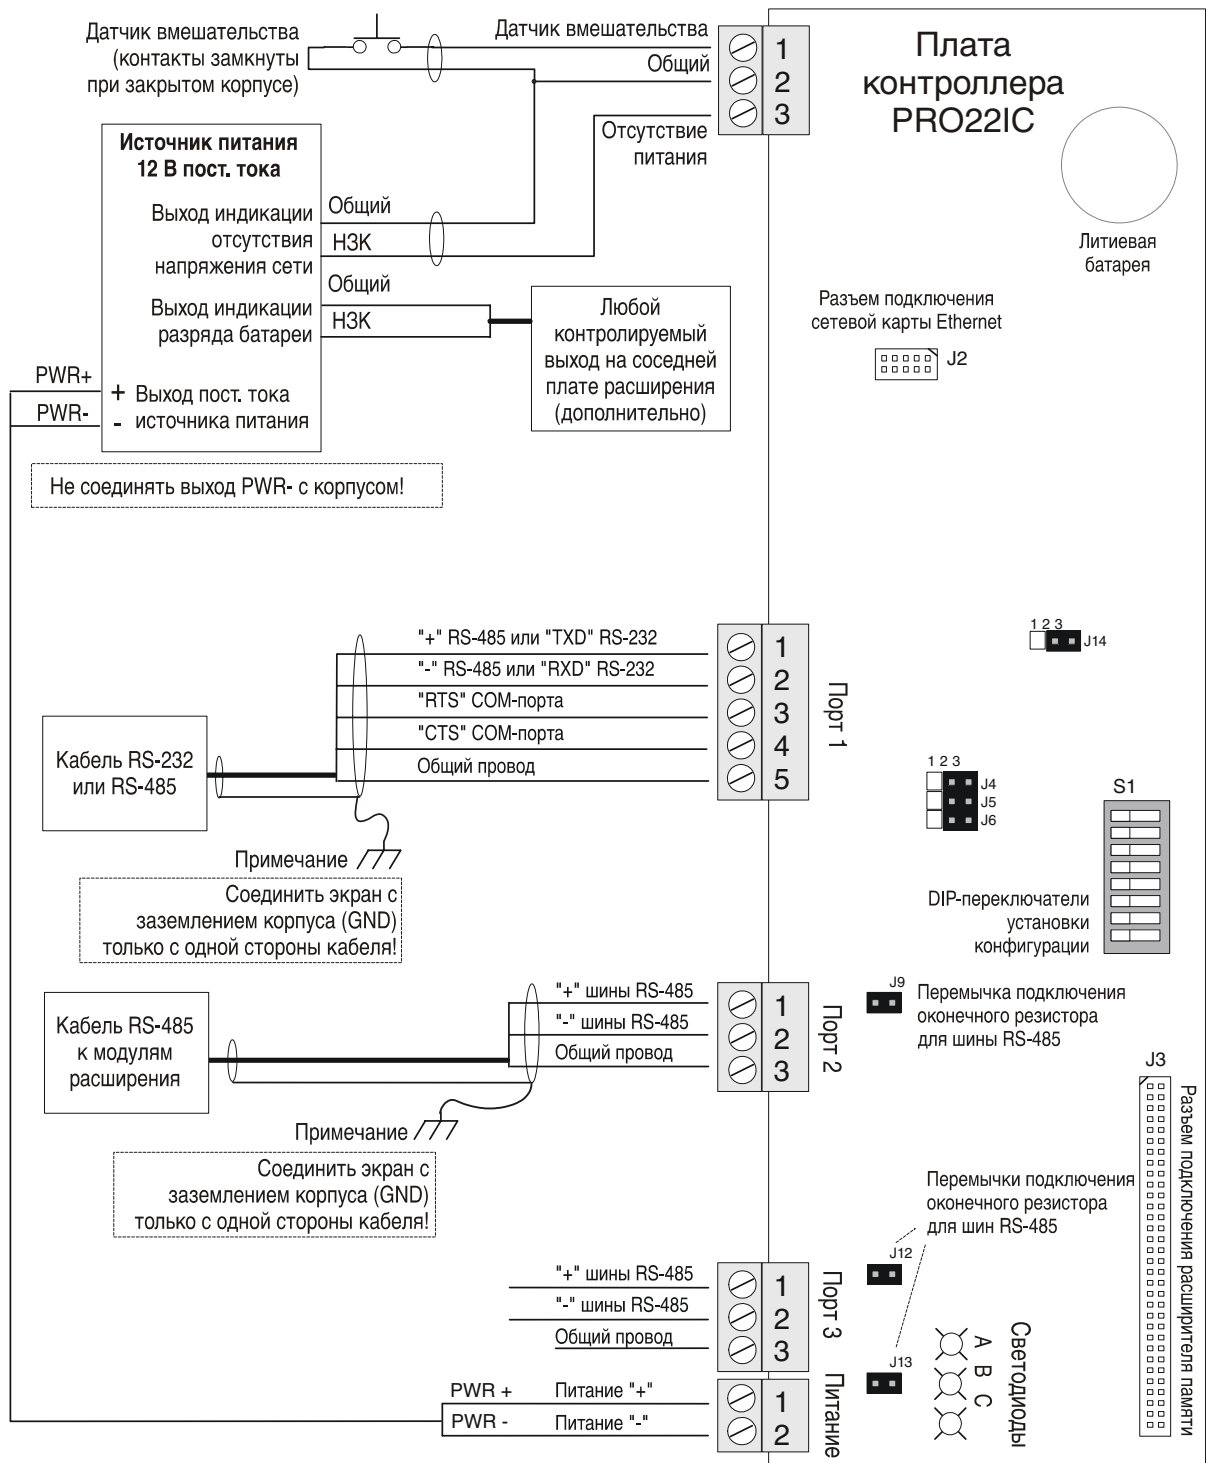 Датчик вмешательства
(контакты замкнуты
при закрытом корпусе)
Датчик вмешательства
Общий
Отсутствие
питания
1
2
3
Плата
контроллера
PRO22IC
Литиевая
батарея
Источник питания
12 В пост. тока
Выход индикации
отсутствия
напряжения сети
Общий
НЗК
Выход индикации
разряда батареи
Общий
НЗК
Любой
контролируемый
выход на соседней
плате расширения
(дополнительно)
Разъем подключения
сетевой карты Ethernet
J2
PWR+
PWR-
+ Выход пост. тока
- источника питания
Не соединять выход PWR- с корпусом!
"+" RS-485 или "TXD" RS-232
"-" RS-485 или "RXD" RS-232
"RTS" COM-порта
"CTS" COM-порта
Общий провод
1
2
3
4
5
Порт 1
1 2 3
J14
Кабель RS-232
или RS-485
1 2 3
J4
J5
J6
S1
Примечание
Соединить экран с
заземлением корпуса (GND)
только с одной стороны кабеля!
DIP-переключатели
установки
конфигурации
Кабель RS-485
к модулям
расширения
"+" шины RS-485
"-" шины RS-485
Общий провод
1
2
3
Порт 2
J9
Перемычка подключения
оконечного резистора
для шины RS-485
J3
Разъем подключения расширителя памяти
Примечание
Соединить экран с
заземлением корпуса (GND)
только с одной стороны кабеля!
Перемычки подключения
оконечного резистора
для шин RS-485
J12
"+" шины RS-485
"-" шины RS-485
Общий провод
1
2
3
Порт 3
J13
A B C
Светодиоды
PWR +
PWR -
Питание "+"
Питание "-"
1
2
Питание